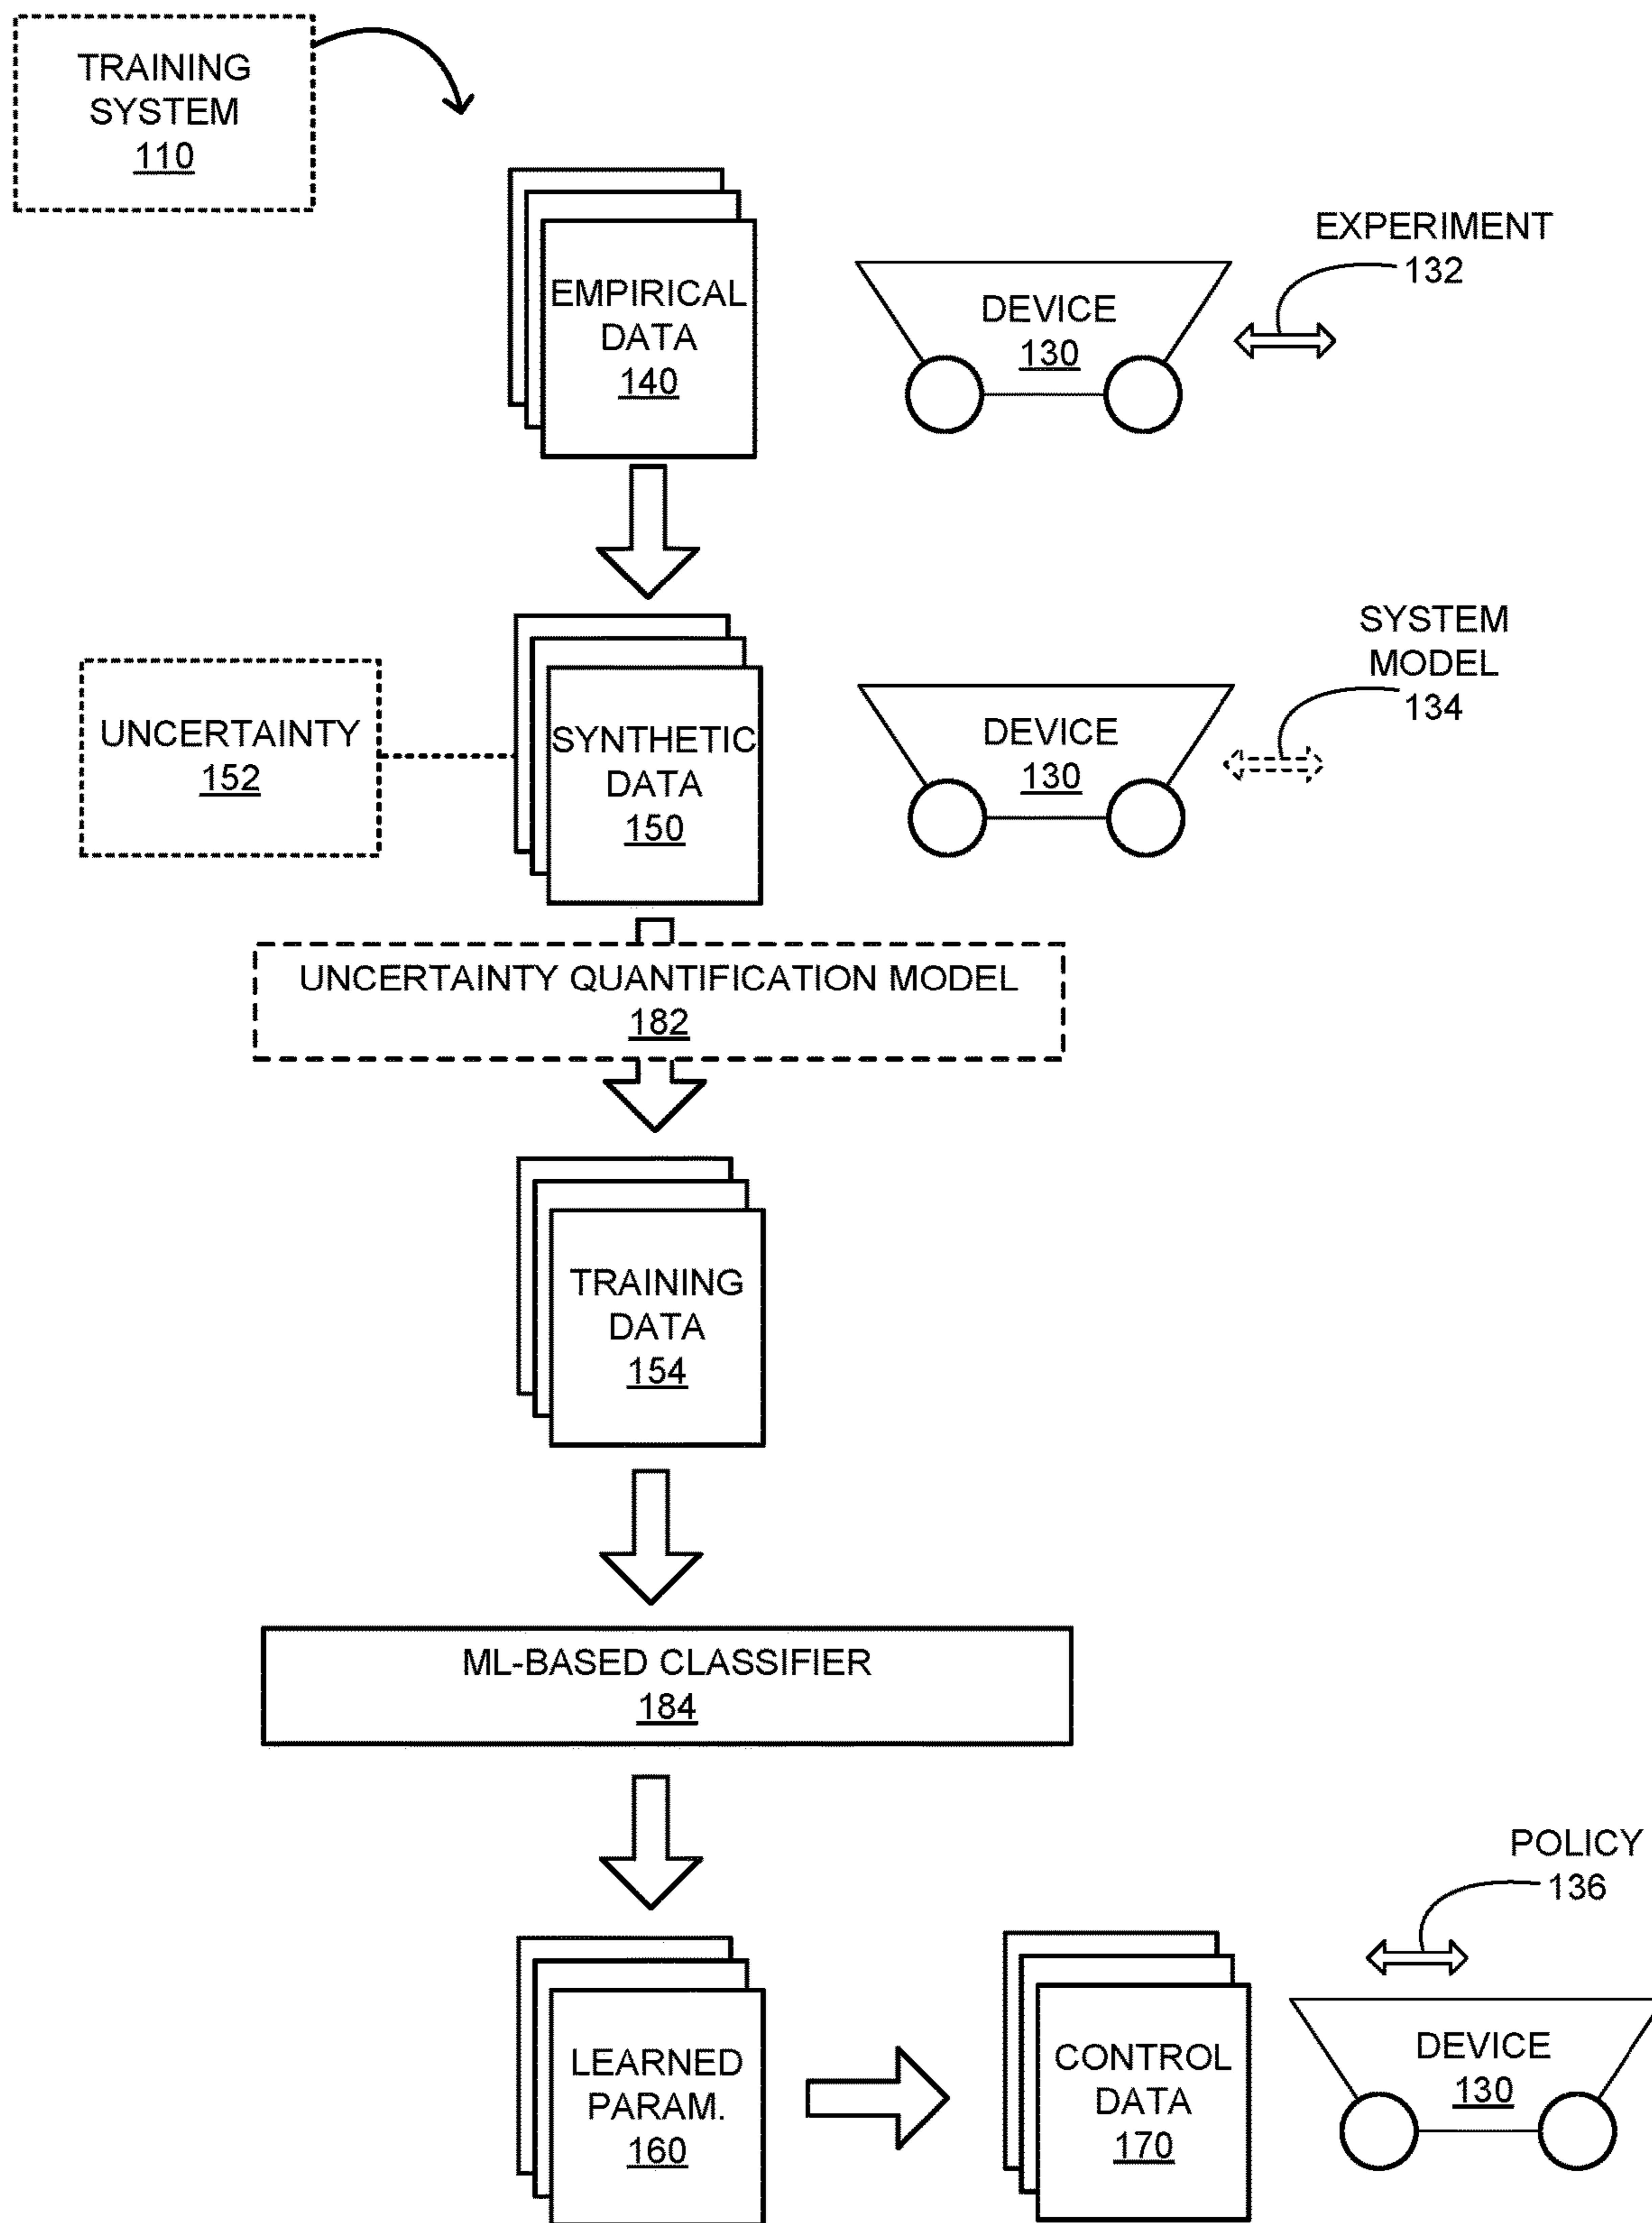 TRAINING
SYSTEM
110
EMPIRICAL
DATA
140
DEVICE
130
EXPERIMENT
132
UNCERTAINTY
152
SYNTHETIC
DATA
150
DEVICE
130
SYSTEM
MODEL
134
UNCERTAINTY QUANTIFICATION MODEL
182
TRAINING
DATA
154
ML-BASED CLASSIFIER
184
LEARNED
PARAM.
160
CONTROL
DATA
170
POLICY
136
DEVICE
130